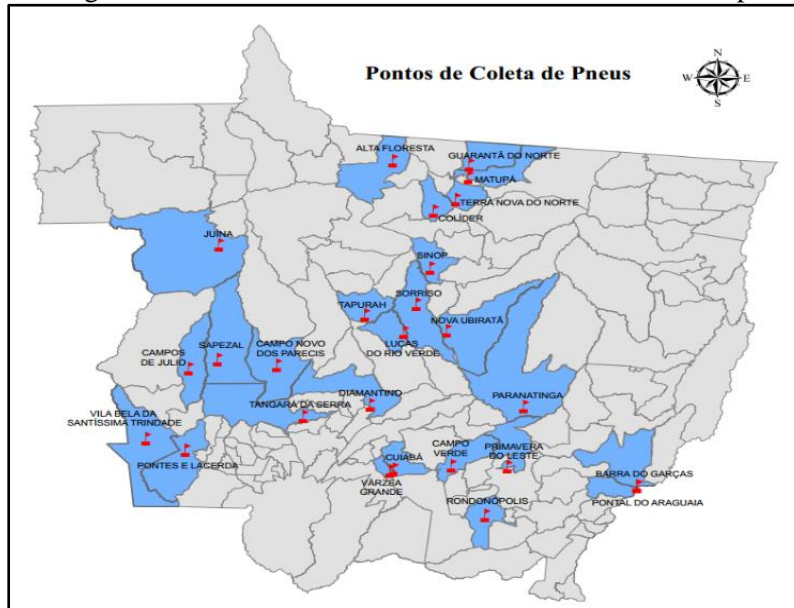 Pontos de Coleta de Pneus
N
W
E
S
ALTA FLORESTA
GUARANTÃ DO NORTE
MATUPÁ
TERRA NOVA DO NORTE
COLÍDER
JUÍNA
SINOP
SORRISO
TAPURAH
NOVA UBIRATÃ
LUCAS
DO RIO VERDE
CAMPOS
DE JULIO
SAPEZAL
CAMPO NOVO
DOS PARECIS
DIAMANTINO
TANGARÁ DA SERRA
PARANATINGA
VILA BELA DA
SANTÍSSIMA TRINDADE
PONTES E LACERDA
CUIABÁ
VÁRZEA
GRANDE
CAMPO
VERDE
PRIMAVERA
DO LESTE
BARRA DO GARÇAS
PONTAL DO ARAGUAIA
RONDONÓPOLIS